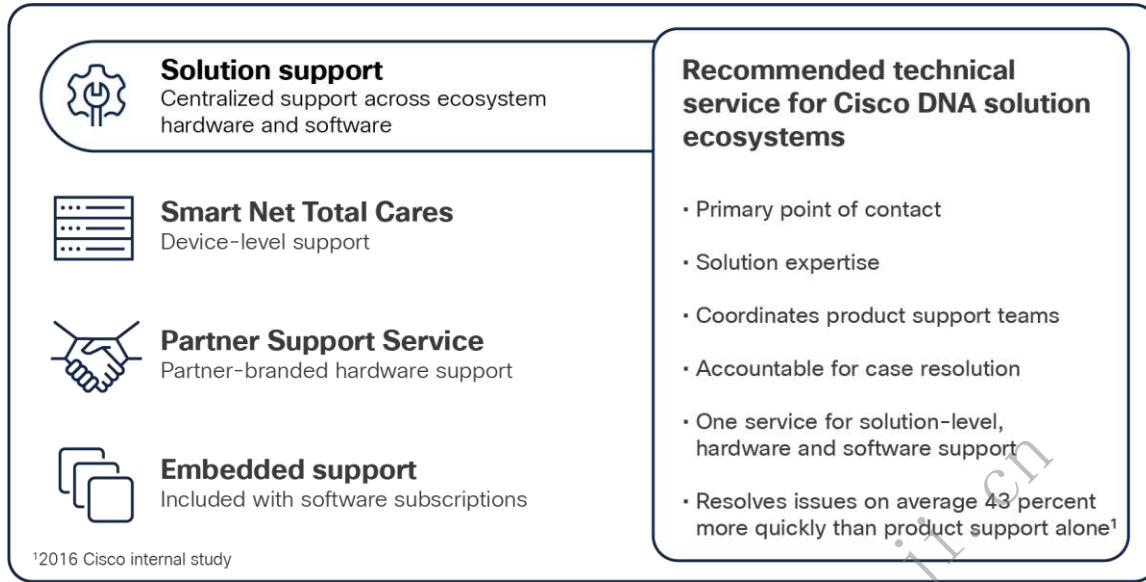 Solution support
Centralized support across ecosystem
hardware and software
Smart Net Total Cares
Device-level support
Partner Support Service
Partner-branded hardware support
Embedded support
Included with software subscriptions
¹2016 Cisco internal study
Recommended technical
service for Cisco DNA solution
ecosystems
· Primary point of contact
· Solution expertise
· Coordinates product support teams
· Accountable for case resolution
· One service for solution-level,
hardware and software support
· Resolves issues on average 43 percent
more quickly than product support alone¹
ji.cn